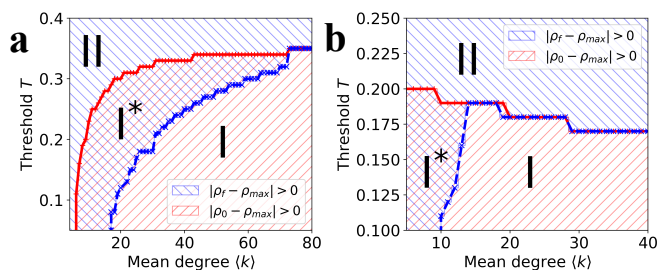 a
II
I*
I
|ρf − ρmax| > 0
|ρ0 − ρmax| > 0
Threshold T
0.4
0.3
0.2
0.1
20
40
60
80
Mean degree ⟨k⟩
b
|ρf − ρmax| > 0
|ρ0 − ρmax| > 0
II
I*
I
Threshold T
0.250
0.225
0.200
0.175
0.150
0.125
0.100
10
20
30
40
Mean degree ⟨k⟩